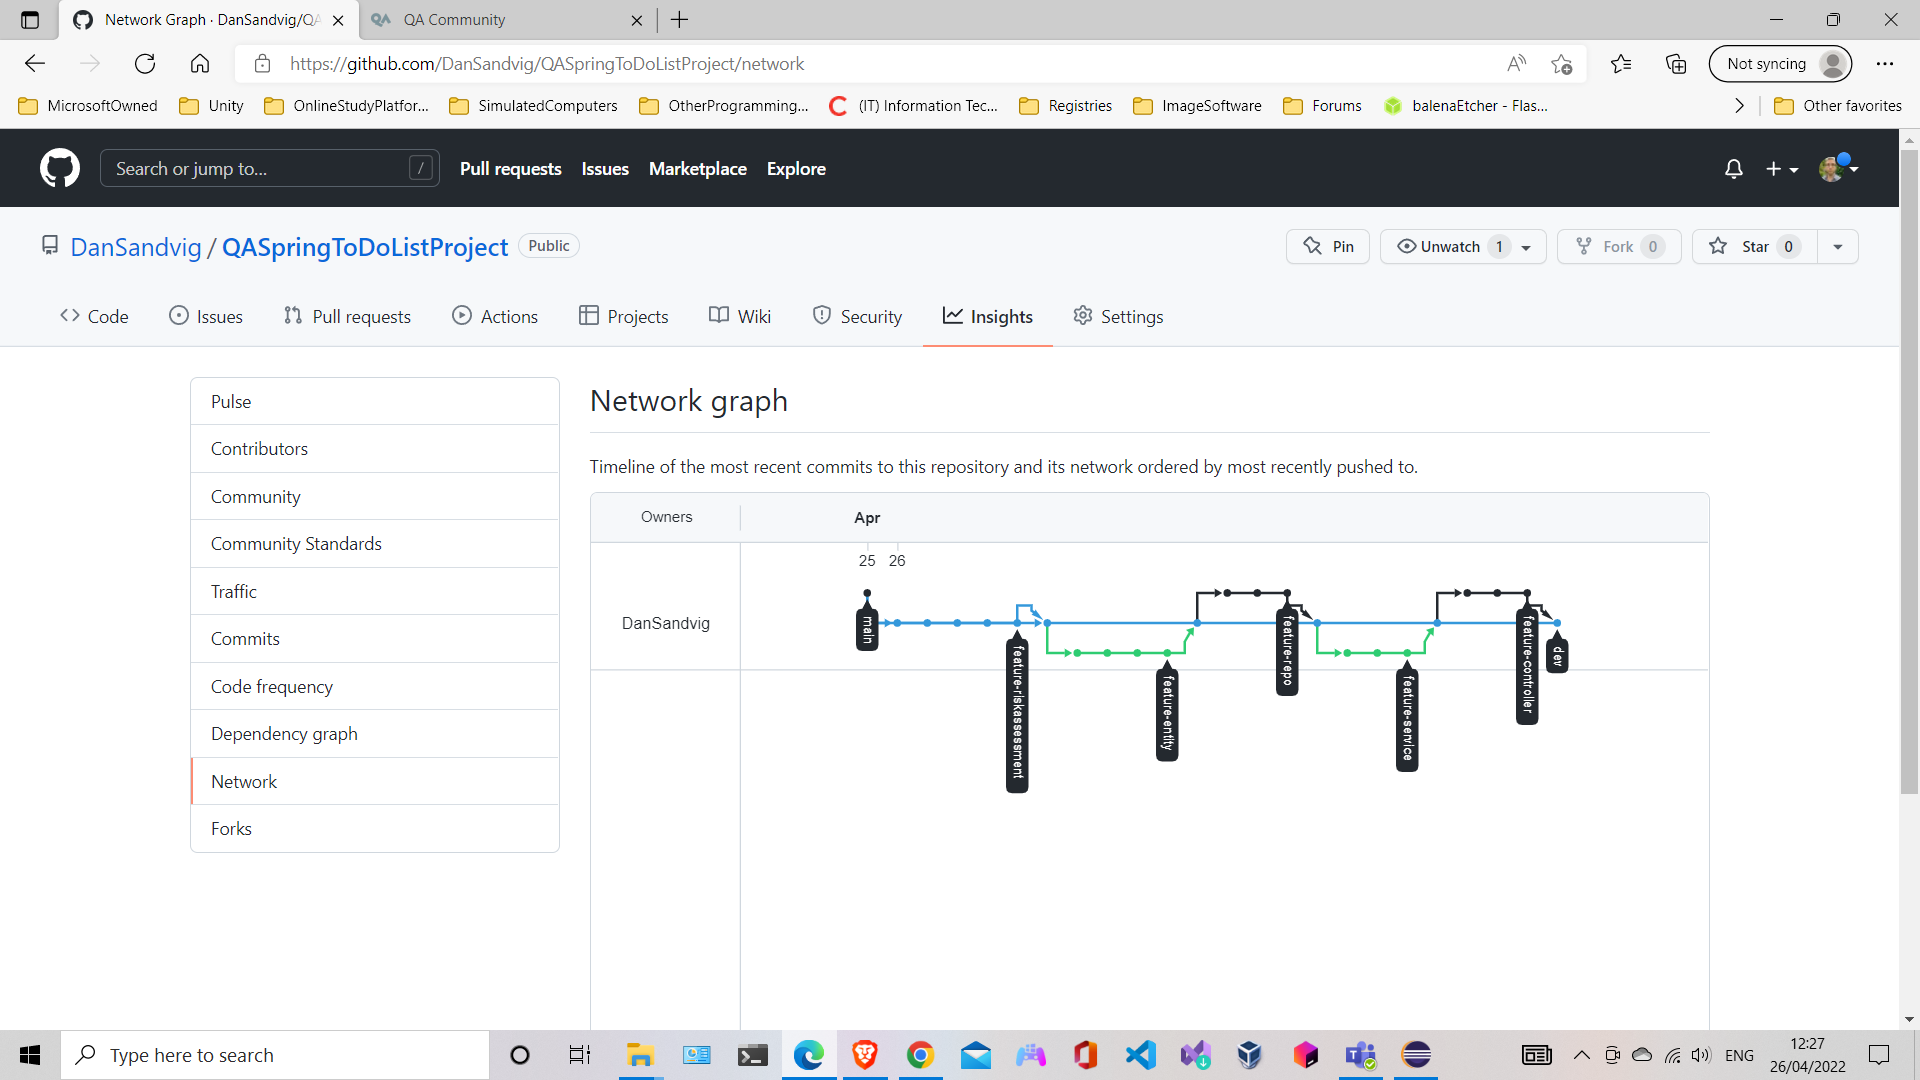 Network Graph · DanSandvig/QA
QA Community
https://github.com/DanSandvig/QASpringToDoListProject/network
Not syncing
MicrosoftOwned
Unity
OnlineStudyPlatfor...
SimulatedComputers
OtherProgramming...
(IT) Information Tec...
Registries
ImageSoftware
Forums
balenaEtcher - Flas...
Other favorites
Search or jump to...
/
Pull requests
Issues
Marketplace
Explore
DanSandvig / QASpringToDoListProject
Public
Pin
Unwatch 1
Fork 0
Star 0
Code
Issues
Pull requests
Actions
Projects
Wiki
Security
Insights
Settings
Pulse
Contributors
Community
Community Standards
Traffic
Commits
Code frequency
Dependency graph
Network
Forks
Network graph
Timeline of the most recent commits to this repository and its network ordered by most recently pushed to.
Owners
Apr
25 26
DanSandvig
main
feature-riskassessment
feature-entity
feature-repo
feature-service
feature-controller
dev
Type here to search
ENG
12:27
26/04/2022